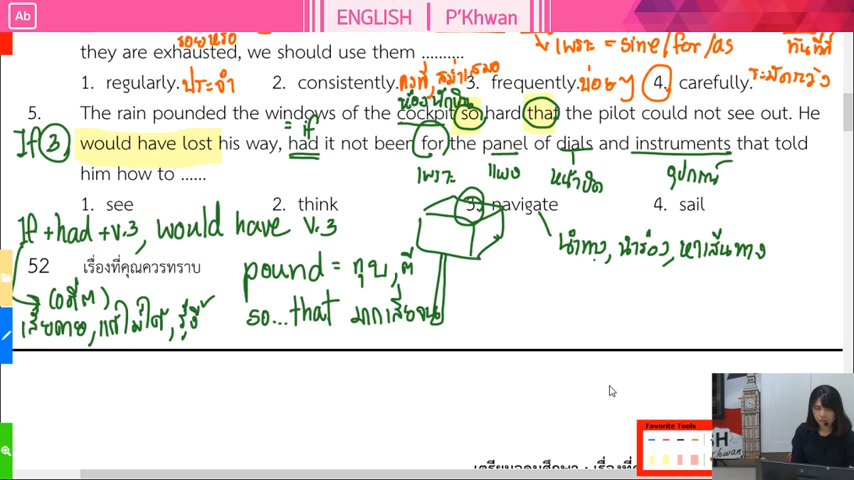 ENGLISH | P'Khwan
Ab
they are exhausted, we should use them ..........
เพราะ = sine/for/as
ทันทีที่
1. regularly. ประจำ 2. consistently. คงที่, สม่ำเสมอ 3. frequently. บ่อยๆ 4. carefully. ระมัดระวัง
ห้องนักบิน
5. The rain pounded the windows of the cockpit so hard that the pilot could not see out. He
= if
If 3, would have lost his way, had it not been for the panel of dials and instruments that told
him how to ......
เพราะ แผง หน้าปัด อุปกรณ์
1. see 2. think 3. navigate 4. sail
If + had + v.3, would have v.3
นำทาง, นำร่อง, หาเส้นทาง
52 เรื่องที่คุณควรทราบ
pound = ทุบ, ตี
(อดีต)
เสียดาย, แก้ไม่ได้, รู้งี้
so...that มากเสียจน
Favorite Tools
H
Khwan